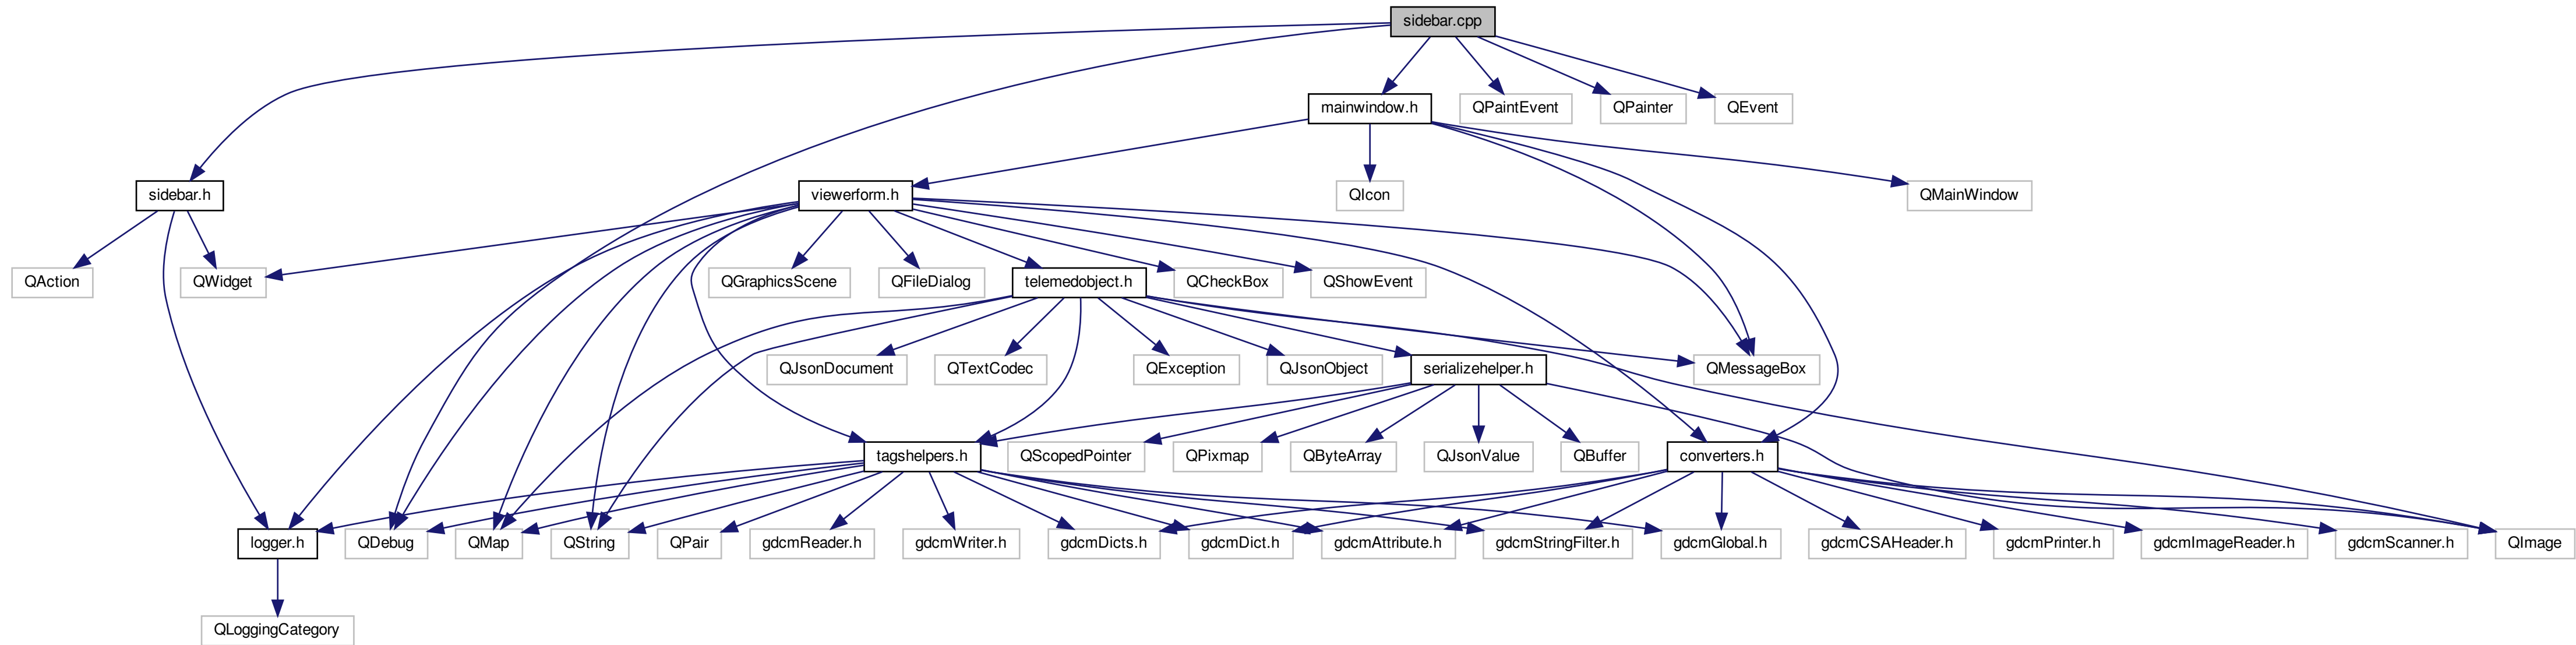 sidebar.cpp
mainwindow.h
QPaintEvent
QPainter
QEvent
sidebar.h
viewerform.h
QIcon
QMainWindow
QAction
QWidget
QGraphicsScene
QFileDialog
telemedobject.h
QCheckBox
QShowEvent
QJsonDocument
QTextCodec
QException
QJsonObject
serializehelper.h
QMessageBox
tagshelpers.h
QScopedPointer
QPixmap
QByteArray
QJsonValue
QBuffer
converters.h
logger.h
QDebug
QMap
QString
QPair
gdcmReader.h
gdcmWriter.h
gdcmDicts.h
gdcmDict.h
gdcmAttribute.h
gdcmStringFilter.h
gdcmGlobal.h
gdcmCSAHeader.h
gdcmPrinter.h
gdcmImageReader.h
gdcmScanner.h
QImage
QLoggingCategory